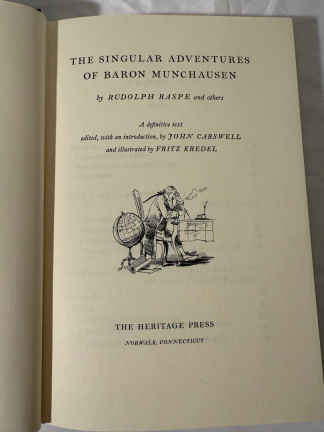 THE SINGULAR ADVENTURES
OF BARON MUNCHAUSEN
by RUDOLPH RASPE and others
A definitive text
edited, with an introduction, by JOHN CARSWELL
and illustrated by FRITZ KREDEL
THE HERITAGE PRESS
NORWALK, CONNECTICUT